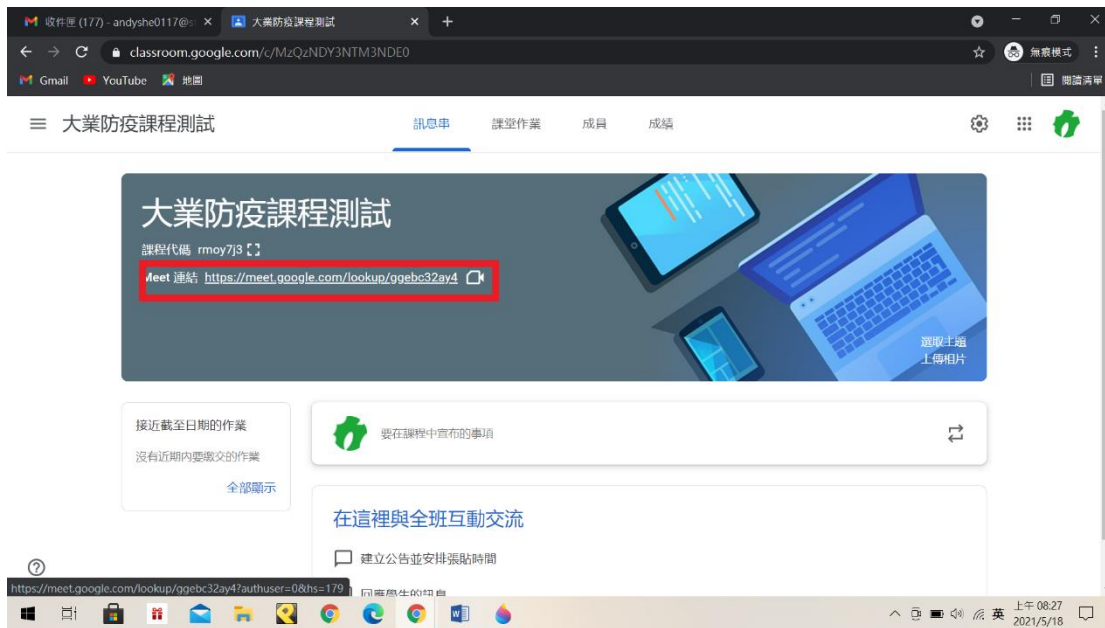 收件匣 (177) - andyshe0117@s
大業防疫課程測試
classroom.google.com/c/MzQzNDY3NTM3NDE0
無痕模式
Gmail
YouTube
地圖
閱讀清單
大業防疫課程測試
訊息串
課堂作業
成員
成績
大業防疫課程測試
課程代碼 rmoy7j3
Meet 連結 https://meet.google.com/lookup/ggebc32ay4
選取主題
上傳相片
接近截至日期的作業
沒有近期內要繳交的作業
全部顯示
要在課程中宣布的事項
在這裡與全班互動交流
建立公告並安排張貼時間
回應學生的訊息
https://meet.google.com/lookup/ggebc32ay4?authuser=0&hs=179
英
上午 08:27
2021/5/18